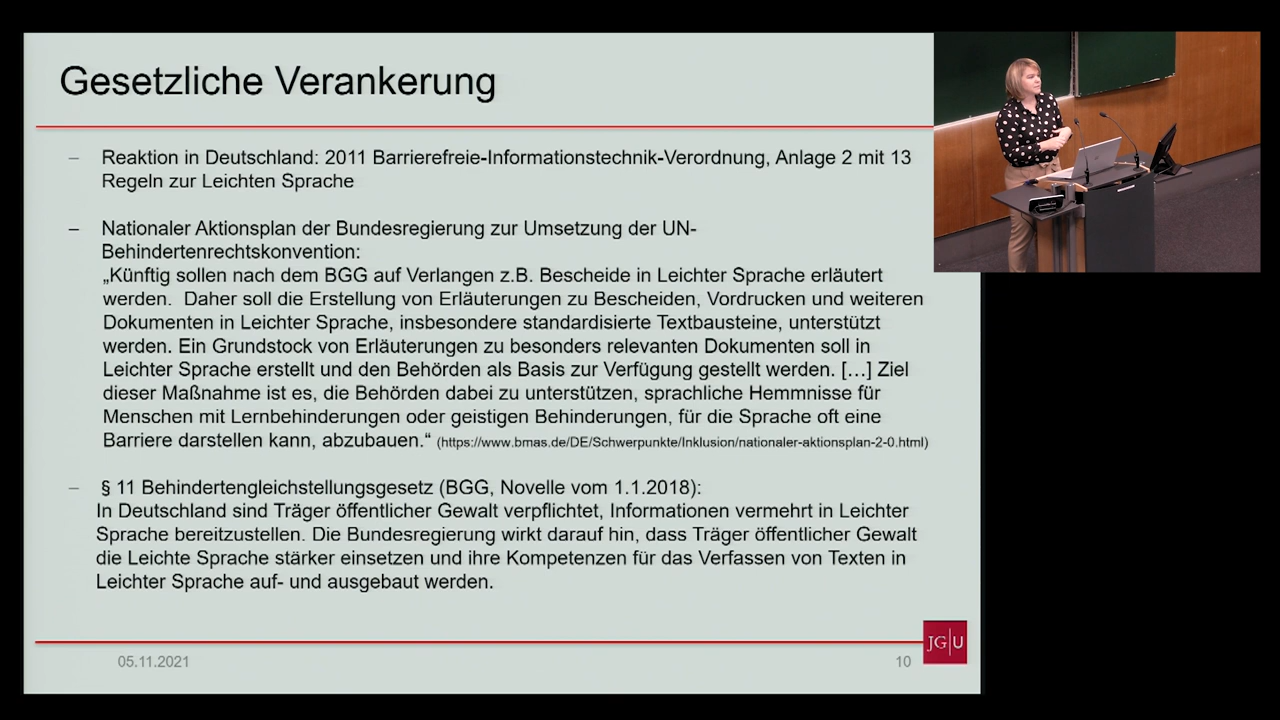 Gesetzliche Verankerung
– Reaktion in Deutschland: 2011 Barrierefreie-Informationstechnik-Verordnung, Anlage 2 mit 13
Regeln zur Leichten Sprache
– Nationaler Aktionsplan der Bundesregierung zur Umsetzung der UN-
Behindertenrechtskonvention:
„Künftig sollen nach dem BGG auf Verlangen z.B. Bescheide in Leichter Sprache erläutert
werden.  Daher soll die Erstellung von Erläuterungen zu Bescheiden, Vordrucken und weiteren
Dokumenten in Leichter Sprache, insbesondere standardisierte Textbausteine, unterstützt
werden. Ein Grundstock von Erläuterungen zu besonders relevanten Dokumenten soll in
Leichter Sprache erstellt und den Behörden als Basis zur Verfügung gestellt werden. […] Ziel
dieser Maßnahme ist es, die Behörden dabei zu unterstützen, sprachliche Hemmnisse für
Menschen mit Lernbehinderungen oder geistigen Behinderungen, für die Sprache oft eine
Barriere darstellen kann, abzubauen.“ (https://www.bmas.de/DE/Schwerpunkte/Inklusion/nationaler-aktionsplan-2-0.html)
– § 11 Behindertengleichstellungsgesetz (BGG, Novelle vom 1.1.2018):
In Deutschland sind Träger öffentlicher Gewalt verpflichtet, Informationen vermehrt in Leichter
Sprache bereitzustellen. Die Bundesregierung wirkt darauf hin, dass Träger öffentlicher Gewalt
die Leichte Sprache stärker einsetzen und ihre Kompetenzen für das Verfassen von Texten in
Leichter Sprache auf- und ausgebaut werden.
05.11.2021
10
JG|U